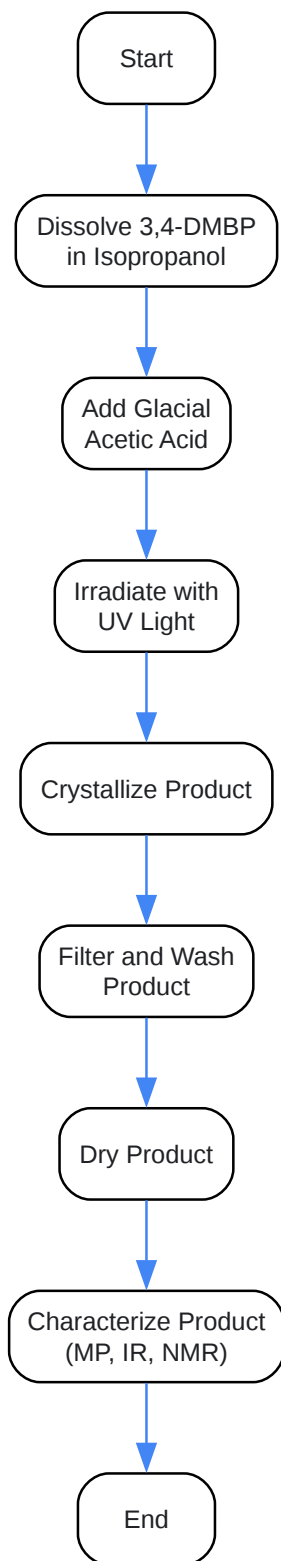 Start
Dissolve 3,4-DMBP
in Isopropanol
Add Glacial
Acetic Acid
Irradiate with
UV Light
Crystallize Product
Filter and Wash
Product
Dry Product
Characterize Product
(MP, IR, NMR)
End